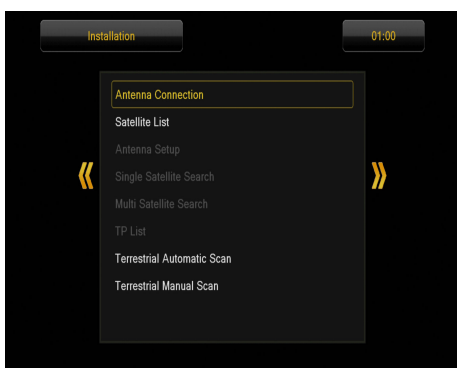 Installation
01:00
Antenna Connection
Satellite List
Antenna Setup
Single Satellite Search
Multi Satellite Search
TP List
Terrestrial Automatic Scan
Terrestrial Manual Scan